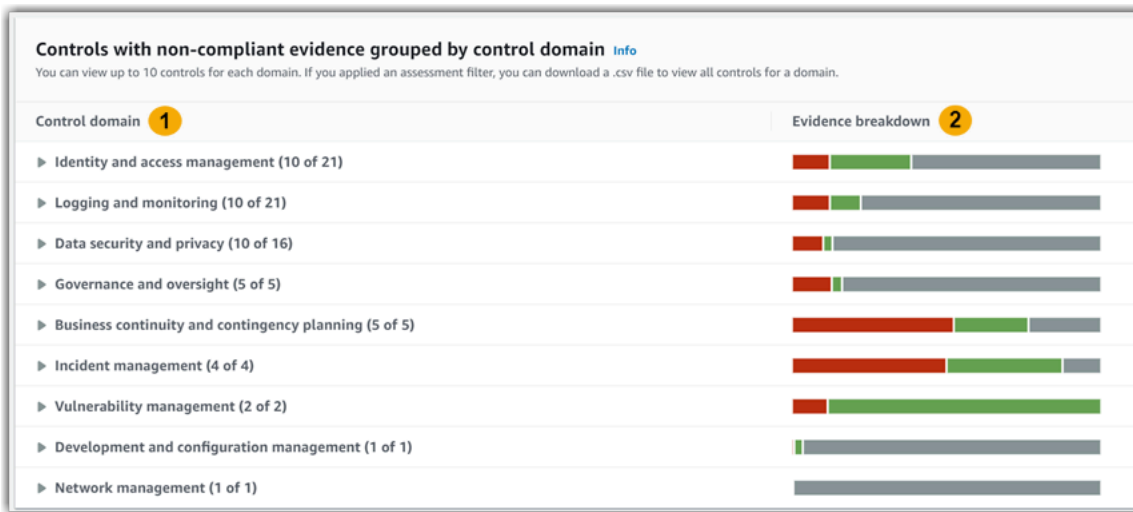 Controls with non-compliant evidence grouped by control domain Info
You can view up to 10 controls for each domain. If you applied an assessment filter, you can download a .csv file to view all controls for a domain.
Control domain 1 Evidence breakdown 2
Identity and access management (10 of 21)
Logging and monitoring (10 of 21)
Data security and privacy (10 of 16)
Governance and oversight (5 of 5)
Business continuity and contingency planning (5 of 5)
Incident management (4 of 4)
Vulnerability management (2 of 2)
Development and configuration management (1 of 1)
Network management (1 of 1)